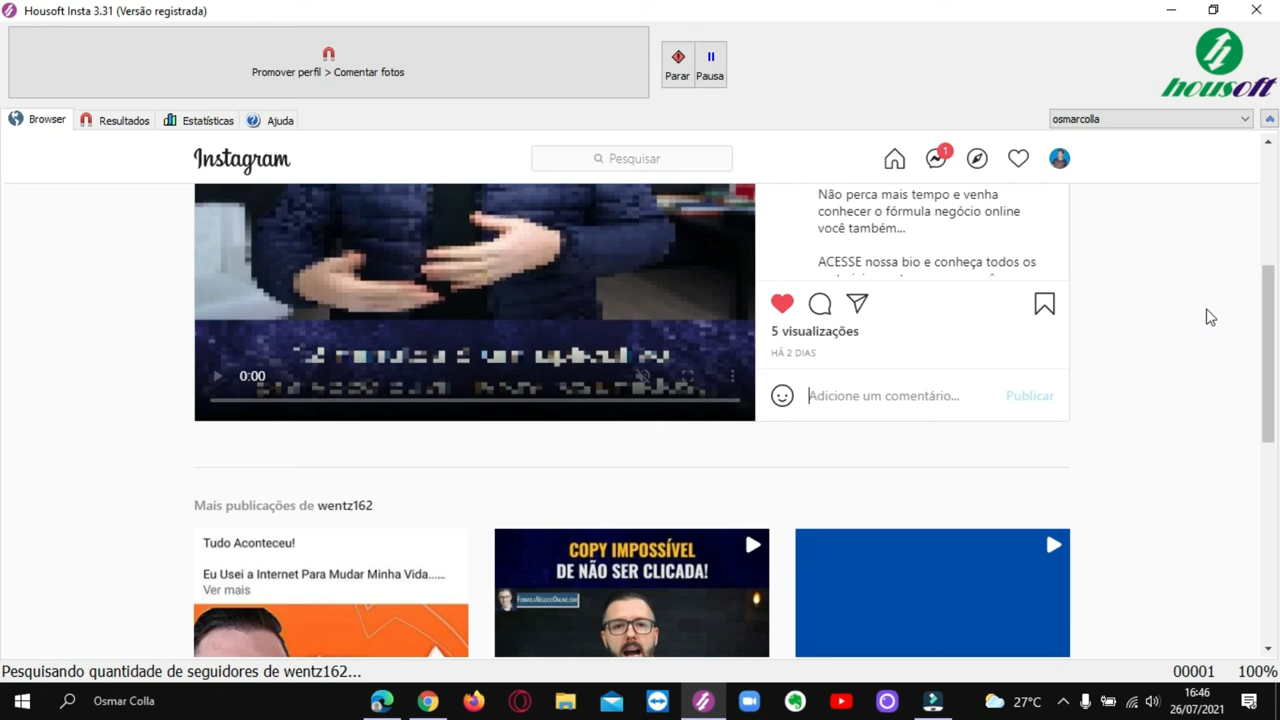 Housoft Insta 3.31 (Versão registrada)
Promover perfil > Comentar fotos
Parar
Pausa
housoft
Browser
Resultados
Estatísticas
Ajuda
osmarcolla
Instagram
Pesquisar
1
Não perca mais tempo e venha
conhecer o fórmula negócio online
você também...
ACESSE nossa bio e conheça todos os
5 visualizações
HÁ 2 DIAS
0:00
Adicione um comentário...
Publicar
Mais publicações de wentz162
Tudo Aconteceu!
Eu Usei a Internet Para Mudar Minha Vida......
Ver mais
COPY IMPOSSÍVEL
DE NÃO SER CLICADA!
FORMULANEGOCIOONLINE.COM
Pesquisando quantidade de seguidores de wentz162...
00001
100%
Osmar Colla
27°C
16:46
26/07/2021